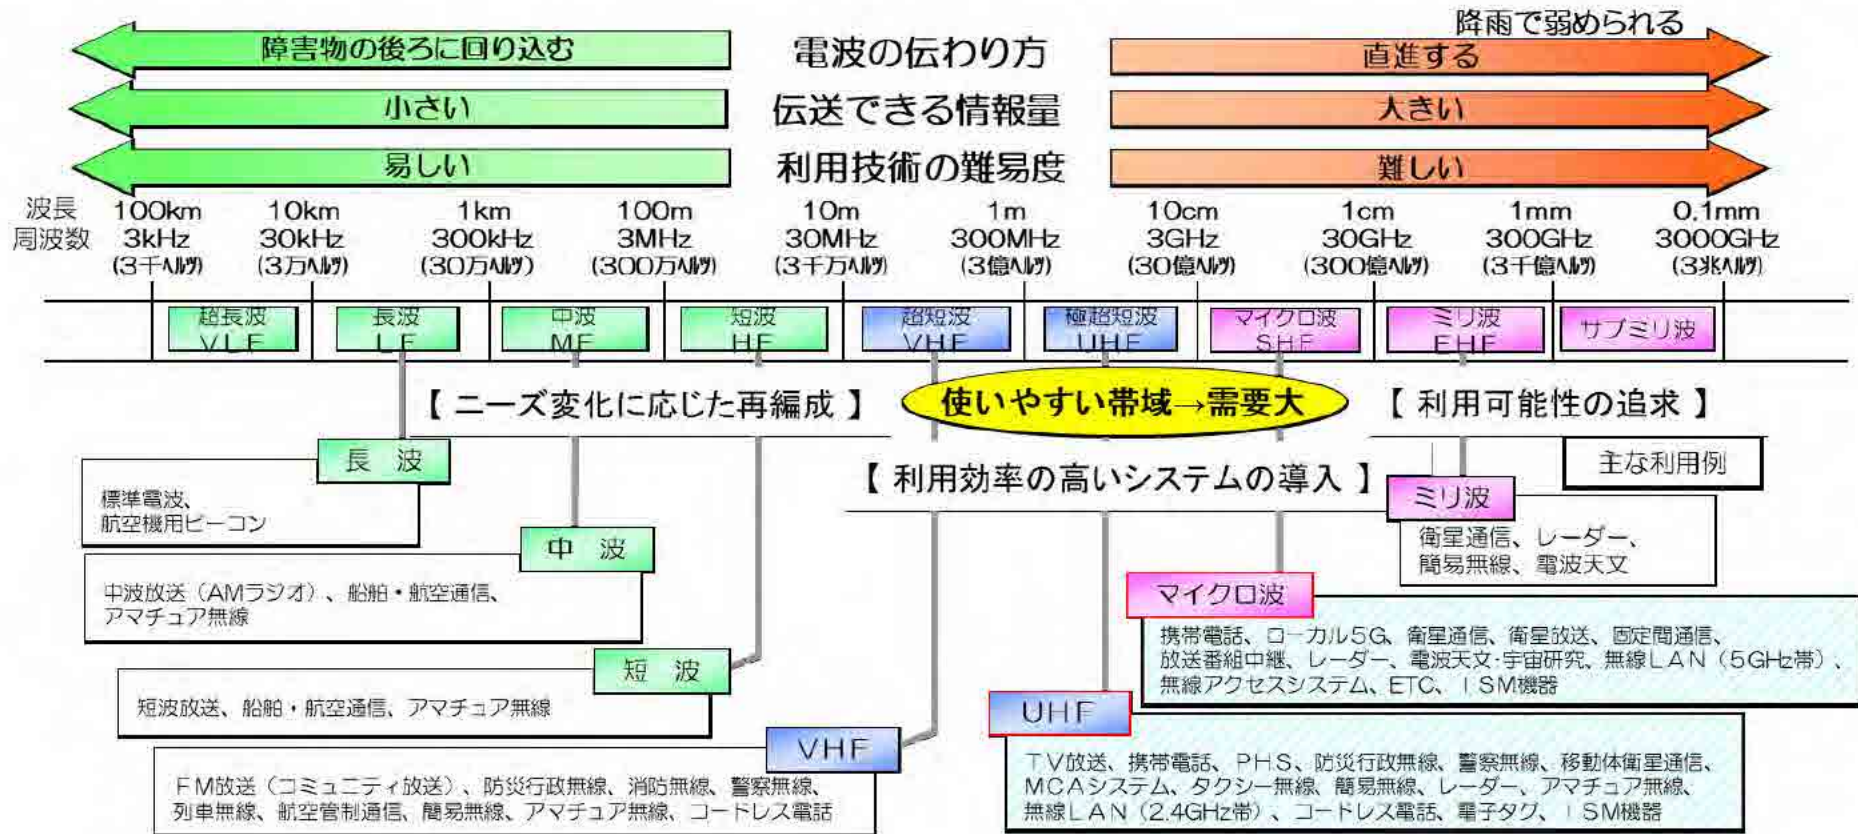 降雨で弱められる
障害物の後ろに回り込む 電波の伝わり方 直進する
小さい 伝送できる情報量 大きい
易しい 利用技術の難易度 難しい
波長 100km 10km 1km 100m 10m 1m 10cm 1cm 1mm 0.1mm
周波数 3kHz 30kHz 300kHz 3MHz 30MHz 300MHz 3GHz 30GHz 300GHz 3000GHz
(3千ヘルツ) (3万ヘルツ) (30万ヘルツ) (300万ヘルツ) (3千万ヘルツ) (3億ヘルツ) (30億ヘルツ) (300億ヘルツ) (3千億ヘルツ) (3兆ヘルツ)
超長波 長波 中波 短波 超短波 極超短波 マイクロ波 ミリ波 サブミリ波
VLF LF MF HF VHF UHF SHF EHF
【 ニーズ変化に応じた再編成 】 使いやすい帯域→需要大 【 利用可能性の追求 】
【 利用効率の高いシステムの導入 】
主な利用例
長 波
標準電波、
航空機用ビーコン
中 波
中波放送（AMラジオ）、船舶・航空通信、
アマチュア無線
短 波
短波放送、船舶・航空通信、アマチュア無線
VHF
FM放送（コミュニティ放送）、防災行政無線、消防無線、警察無線、
列車無線、航空管制通信、簡易無線、アマチュア無線、コードレス電話
UHF
TV放送、携帯電話、PHS、防災行政無線、警察無線、移動体衛星通信、
MCAシステム、タクシー無線、簡易無線、レーダー、アマチュア無線、
無線LAN（2.4GHz帯）、コードレス電話、電子タグ、ISM機器
マイクロ波
携帯電話、ローカル5G、衛星通信、衛星放送、固定間通信、
放送番組中継、レーダー、電波天文・宇宙研究、無線LAN（5GHz帯）、
無線アクセスシステム、ETC、ISM機器
ミリ波
衛星通信、レーダー、
簡易無線、電波天文